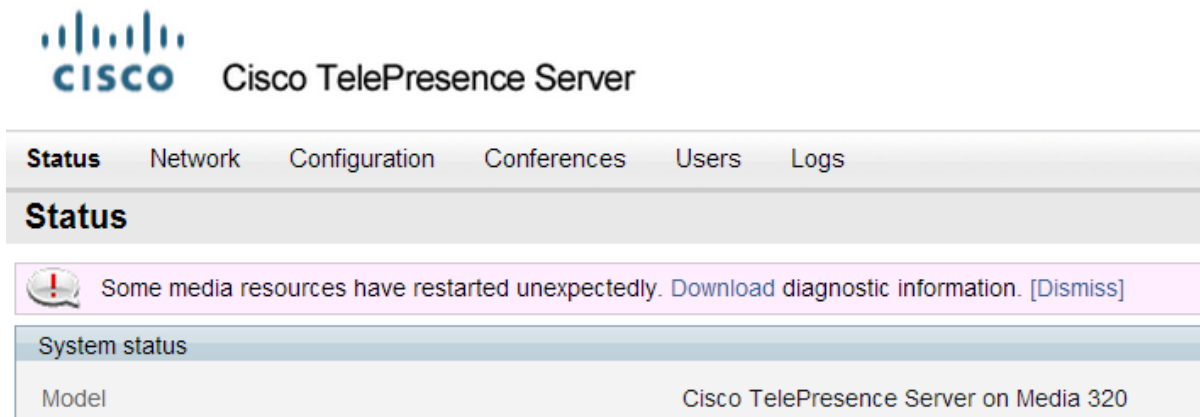 CISCO Cisco TelePresence Server
Status Network Configuration Conferences Users Logs
Status
Some media resources have restarted unexpectedly. Download diagnostic information. [Dismiss]
System status
Model Cisco TelePresence Server on Media 320